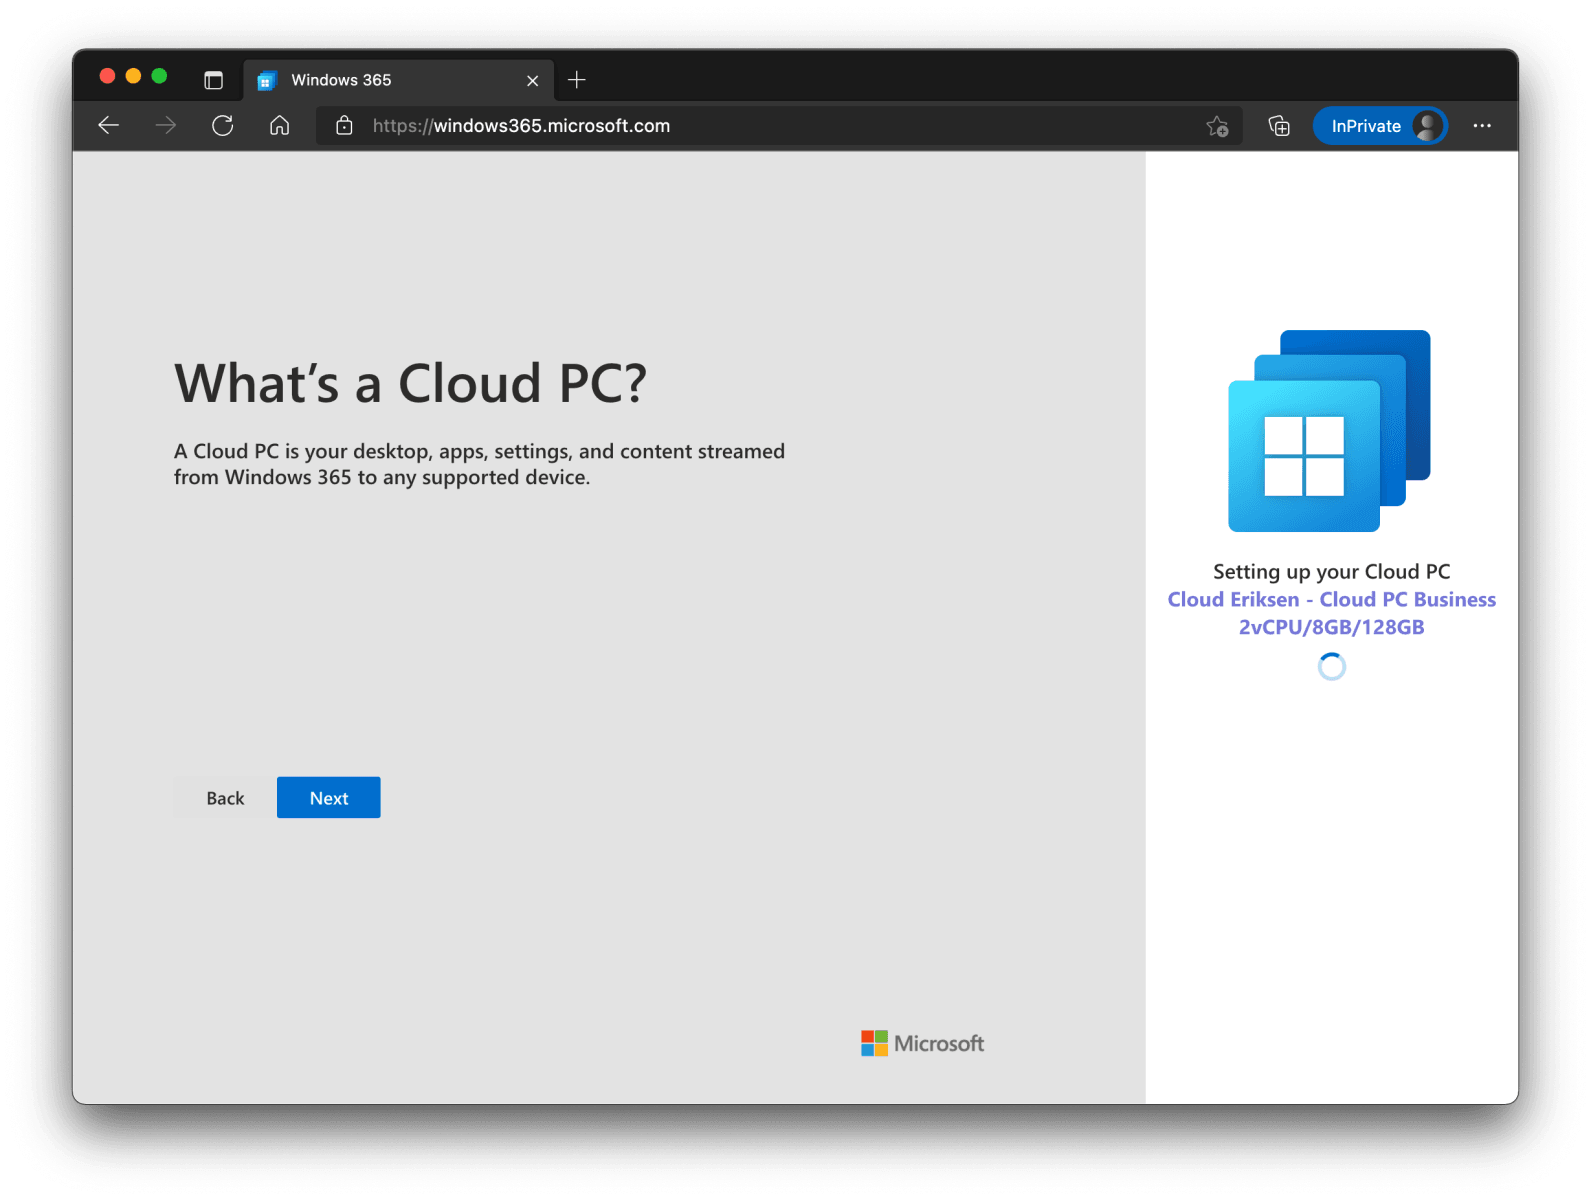 Windows 365
https://windows365.microsoft.com
InPrivate
What’s a Cloud PC?
A Cloud PC is your desktop, apps, settings, and content streamed
from Windows 365 to any supported device.
Back
Next
Microsoft
Setting up your Cloud PC
Cloud Eriksen - Cloud PC Business
2vCPU/8GB/128GB